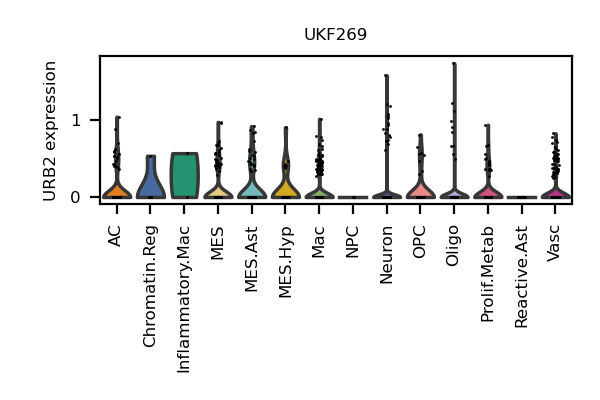 UKF269
URB2 expression
1
0
AC
Chromatin.Reg
Inflammatory.Mac
MES
MES.Ast
MES.Hyp
Mac
NPC
Neuron
OPC
Oligo
Prolif.Metab
Reactive.Ast
Vasc